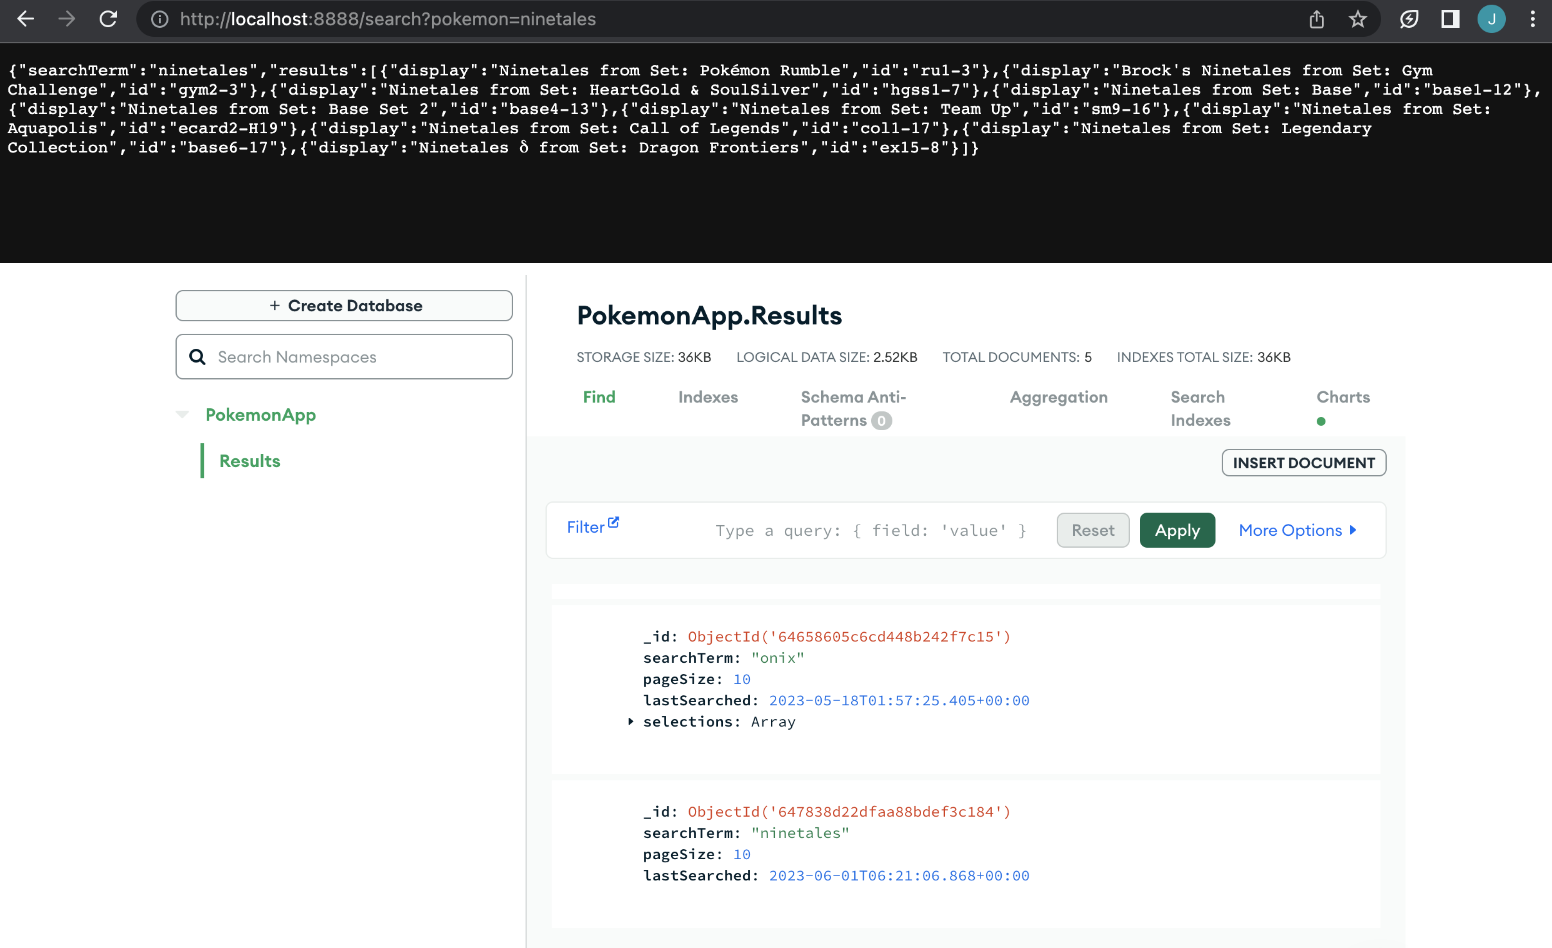 http://localhost:8888/search?pokemon=ninetales
J
{"searchTerm":"ninetales","results":[{"display":"Ninetales from Set: Pokémon Rumble","id":"ru1-3"},{"display":"Brock's Ninetales from Set: Gym
Challenge","id":"gym2-3"},{"display":"Ninetales from Set: HeartGold & SoulSilver","id":"hgss1-7"},{"display":"Ninetales from Set: Base","id":"base1-12"},
{"display":"Ninetales from Set: Base Set 2","id":"base4-13"},{"display":"Ninetales from Set: Team Up","id":"sm9-16"},{"display":"Ninetales from Set:
Aquapolis","id":"ecard2-H19"},{"display":"Ninetales from Set: Call of Legends","id":"col1-17"},{"display":"Ninetales from Set: Legendary
Collection","id":"base6-17"},{"display":"Ninetales δ from Set: Dragon Frontiers","id":"ex15-8"}]}
+ Create Database
Search Namespaces
PokemonApp
Results
PokemonApp.Results
STORAGE SIZE: 36KB LOGICAL DATA SIZE: 2.52KB TOTAL DOCUMENTS: 5 INDEXES TOTAL SIZE: 36KB
Find Indexes Schema Anti-Patterns 0 Aggregation Search Indexes Charts
INSERT DOCUMENT
Filter Type a query: { field: 'value' } Reset Apply More Options
_id: ObjectId('64658605c6cd448b242f7c15')
searchTerm: "onix"
pageSize: 10
lastSearched: 2023-05-18T01:57:25.405+00:00
selections: Array
_id: ObjectId('647838d22dfaa88bdef3c184')
searchTerm: "ninetales"
pageSize: 10
lastSearched: 2023-06-01T06:21:06.868+00:00